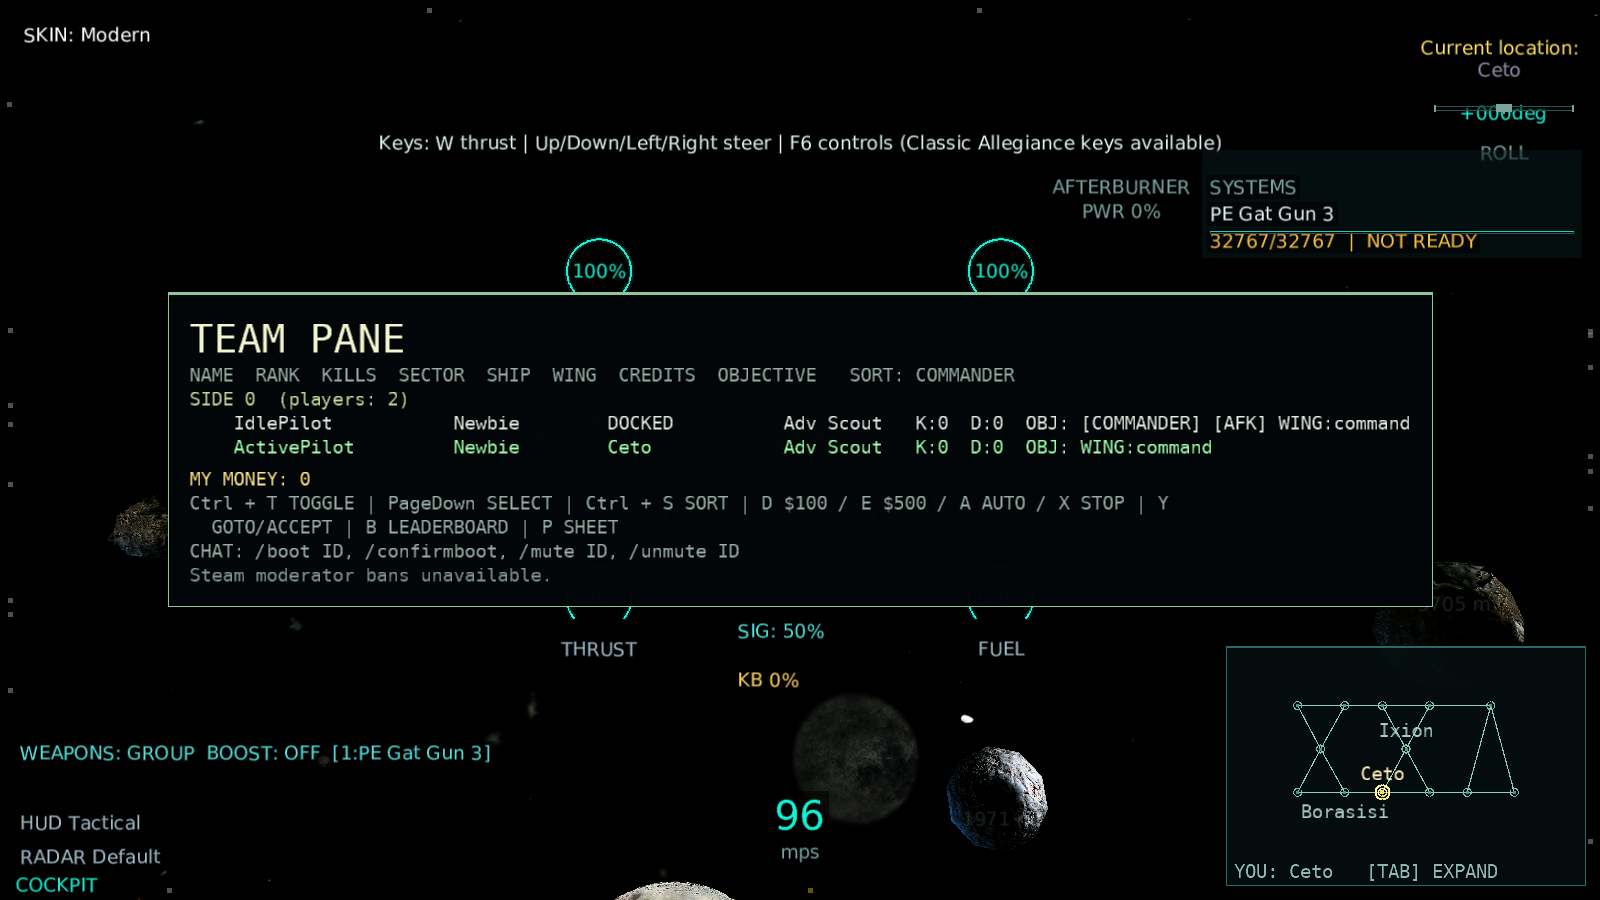 SKIN: Modern
Current location:
Ceto
+000deg
ROLL
Keys: W thrust | Up/Down/Left/Right steer | F6 controls (Classic Allegiance keys available)
AFTERBURNER
PWR 0%
SYSTEMS
PE Gat Gun 3
32767/32767 | NOT READY
100%
100%
TEAM PANE
NAME RANK KILLS SECTOR SHIP WING CREDITS OBJECTIVE SORT: COMMANDER
SIDE 0 (players: 2)
IdlePilot Newbie DOCKED Adv Scout K:0 D:0 OBJ: [COMMANDER] [AFK] WING:command
ActivePilot Newbie Ceto Adv Scout K:0 D:0 OBJ: WING:command
MY MONEY: 0
Ctrl + T TOGGLE | PageDown SELECT | Ctrl + S SORT | D $100 / E $500 / A AUTO / X STOP | Y
GOTO/ACCEPT | B LEADERBOARD | P SHEET
CHAT: /boot ID, /confirmboot, /mute ID, /unmute ID
Steam moderator bans unavailable.
THRUST
SIG: 50%
FUEL
KB 0%
WEAPONS: GROUP BOOST: OFF [1:PE Gat Gun 3]
HUD Tactical
RADAR Default
COCKPIT
96
mps
1971
Ixion
Ceto
Borasisi
YOU: Ceto [TAB] EXPAND